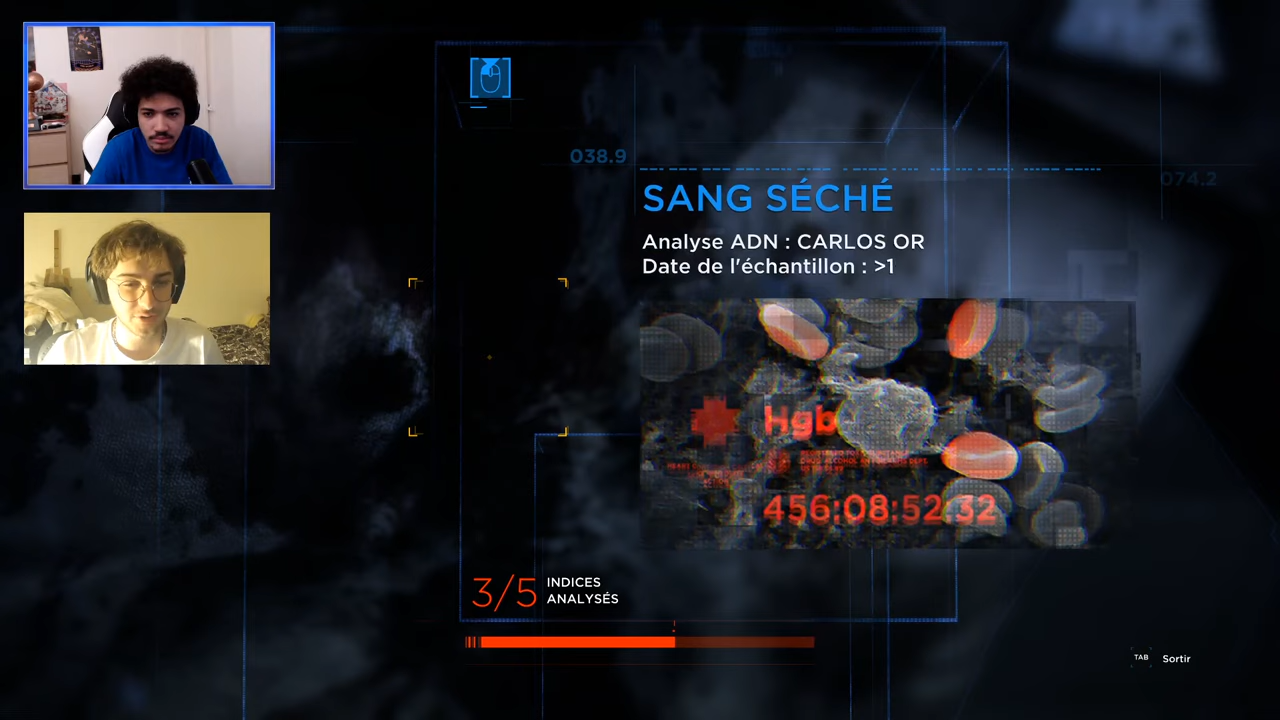 038.9
074.2
SANG SÉCHÉ
Analyse ADN : CARLOS OR
Date de l'échantillon : >1
Hgb
456:08:52.32
3/5
INDICES
ANALYSÉS
TAB Sortir